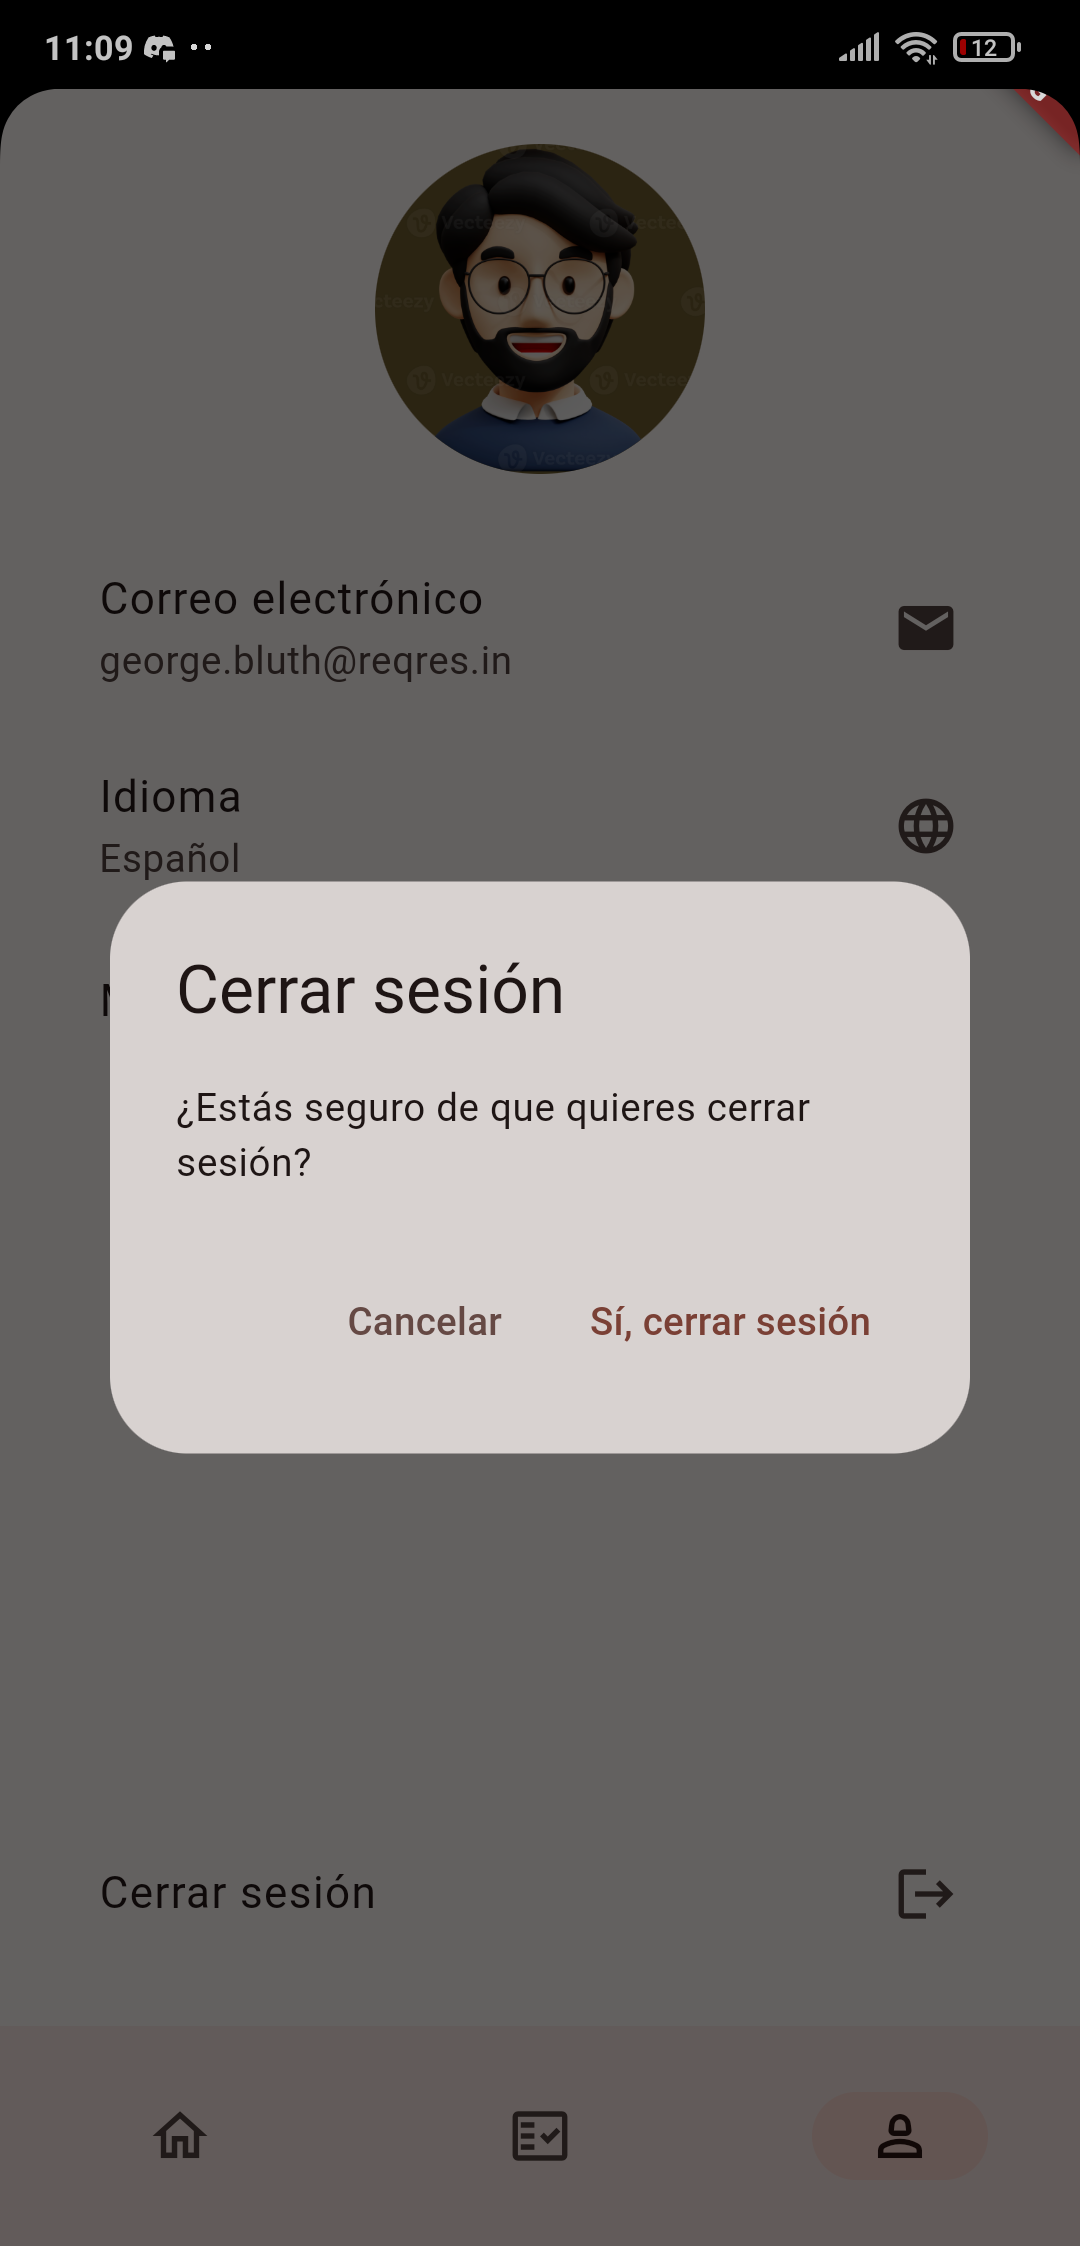 11:09
12
Vecteezy
Correo electrónico
george.bluth@reqres.in
Idioma
Español
Cerrar sesión
¿Estás seguro de que quieres cerrar
sesión?
Cancelar
Sí, cerrar sesión
Cerrar sesión